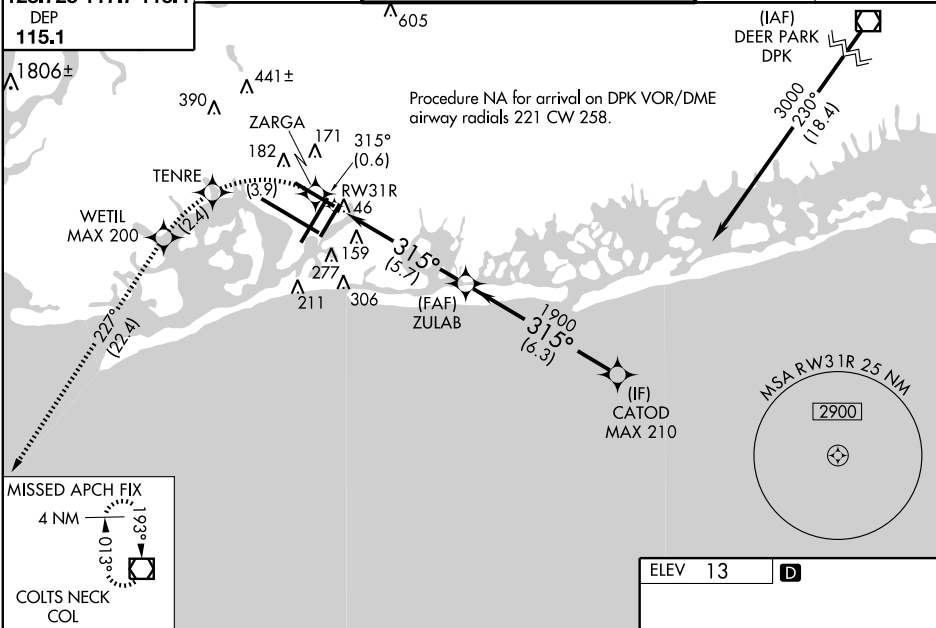 DEP
115.1
605
(IAF)
DEER PARK
DPK
1806±
441±
390
Procedure NA for arrival on DPK VOR/DME
airway radials 221 CW 258.
3000
230°
(18.4)
ZARGA
171
182
315°
(0.6)
TENRE
(3.9)
RW31R
46
WETIL
MAX 200
(2.4)
159
277
315°
(5.7)
211
306
(FAF)
ZULAB
227°
(22.4)
1900
315°
(6.3)
(IF)
CATOD
MAX 210
MSA RW31R 25 NM
2900
MISSED APCH FIX
4 NM
193°
013°
COLTS NECK
COL
ELEV 13
D